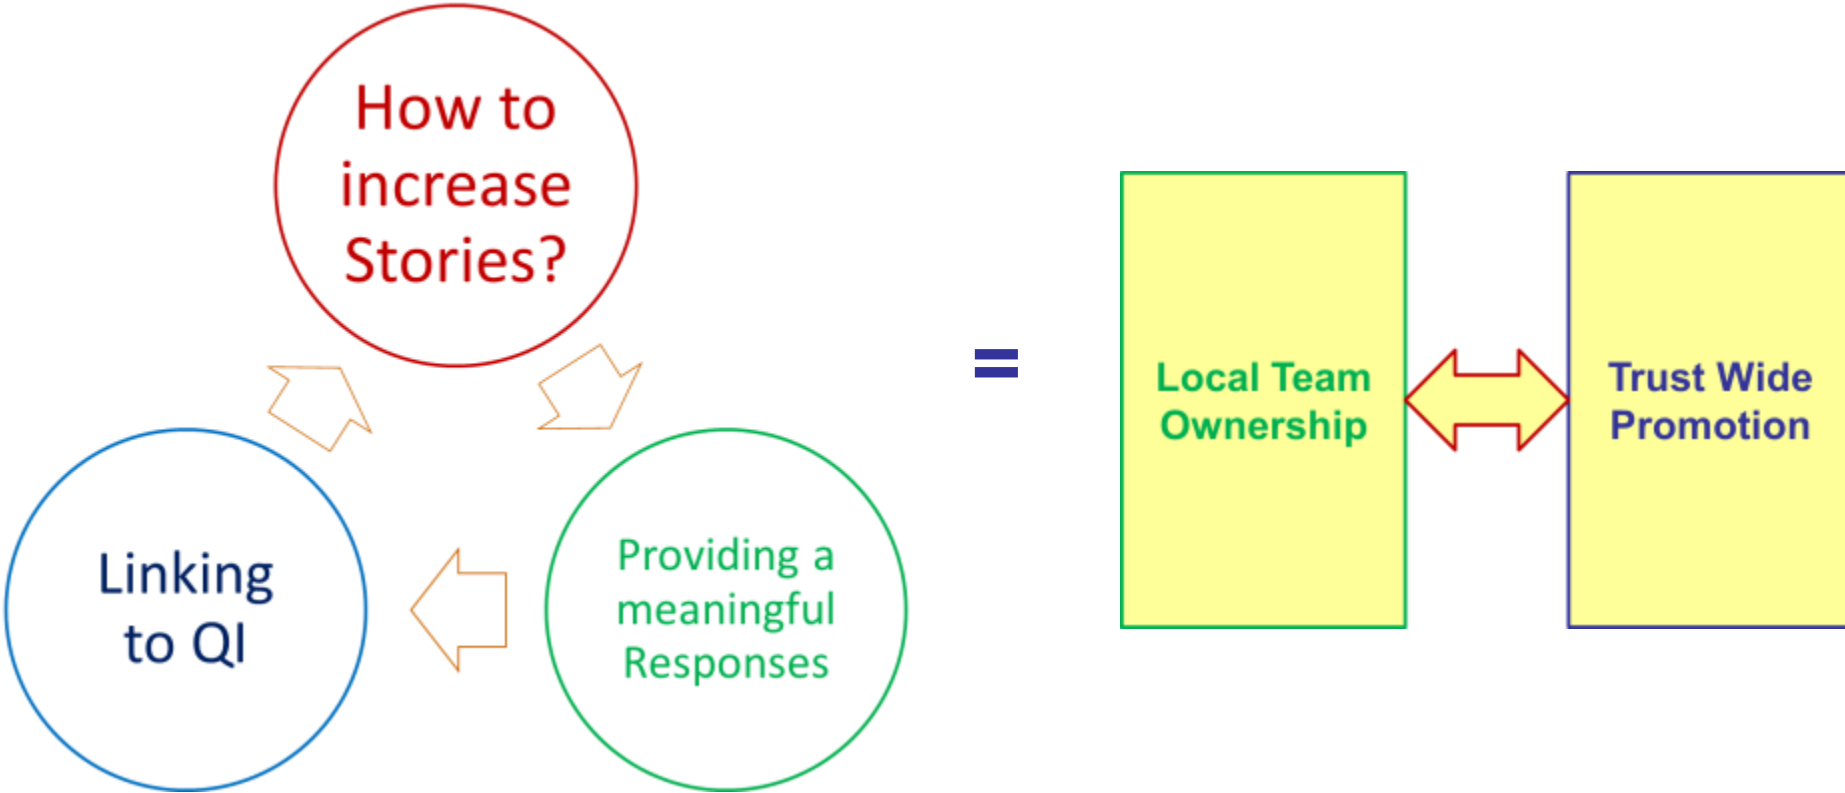 How to
increase
Stories?
Linking
to QI
Providing a
meaningful
Responses
=
Local Team
Ownership
Trust Wide
Promotion